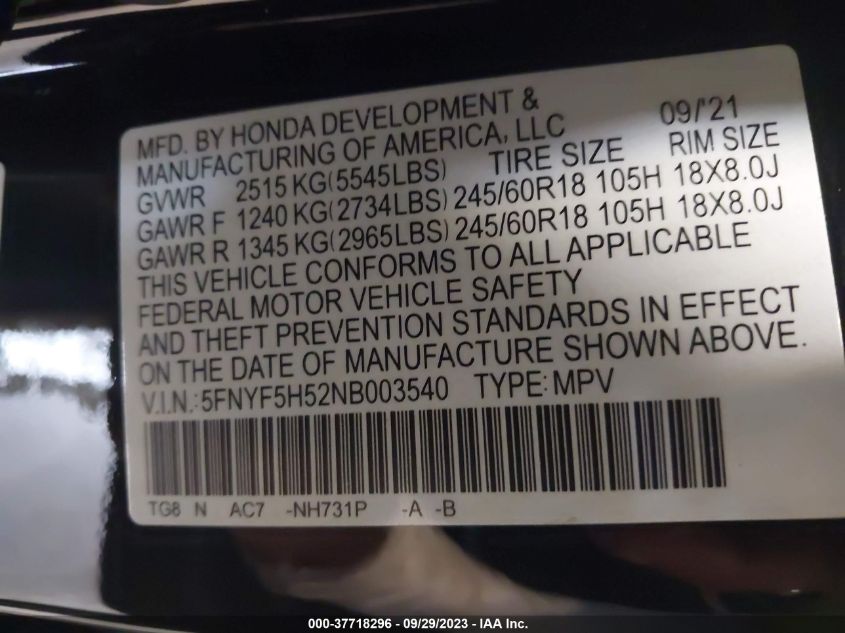 MFD. BY HONDA DEVELOPMENT & 09/'21
MANUFACTURING OF AMERICA, LLC
TIRE SIZE RIM SIZE
GVWR 2515 KG(5545LBS)
GAWR F 1240 KG(2734LBS) 245/60R18 105H 18X8.0J
GAWR R 1345 KG(2965LBS) 245/60R18 105H 18X8.0J
THIS VEHICLE CONFORMS TO ALL APPLICABLE
FEDERAL MOTOR VEHICLE SAFETY
AND THEFT PREVENTION STANDARDS IN EFFECT
ON THE DATE OF MANUFACTURE SHOWN ABOVE.
V.I.N.:5FNYF5H52NB003540 TYPE: MPV
TG8 N AC7 -NH731P -A -B
000-37718296 - 09/29/2023 - IAA Inc.